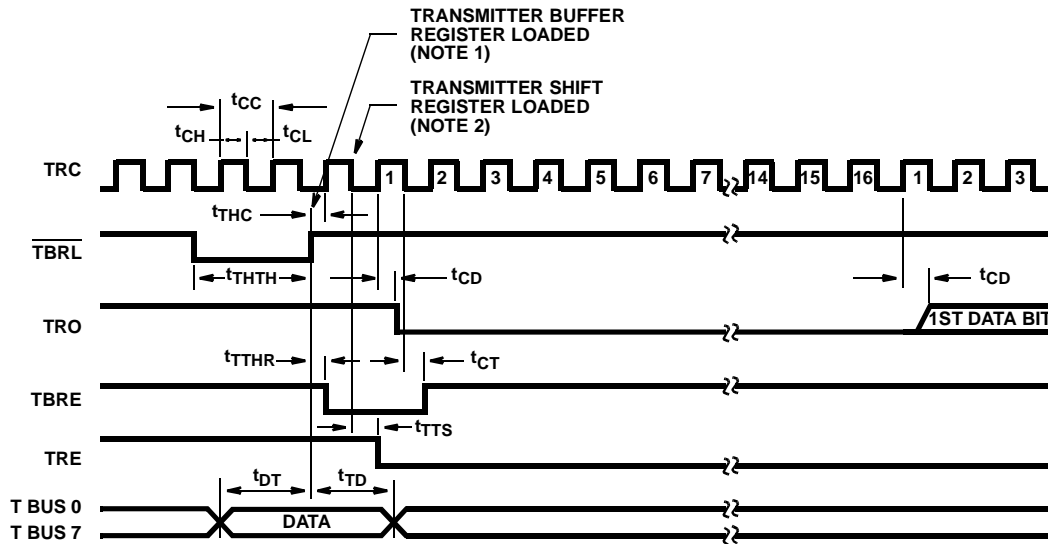 TRANSMITTER BUFFER
REGISTER LOADED
(NOTE 1)
TRANSMITTER SHIFT
REGISTER LOADED
(NOTE 2)
tCC
tCH
tCL
TRC
1 2 3 4 5 6 7 14 15 16 1 2 3
tTHC
TBRL
tTHTH
tCD
tCD
TRO
1ST DATA BIT
tTTHR
tCT
TBRE
tTTS
TRE
tDT
tTD
T BUS 0
DATA
T BUS 7